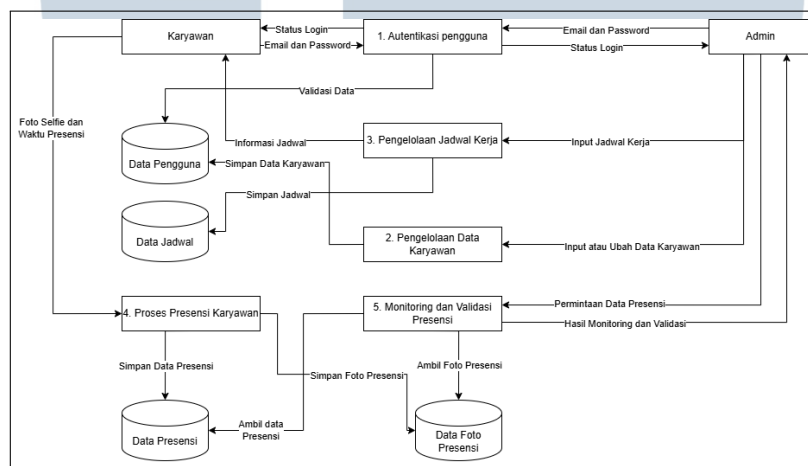 Status Login
Email dan Password
Karyawan
1. Autentikasi pengguna
Admin
Email dan Password
Status Login
Validasi Data
Foto Selfie dan
Waktu Presensi
Informasi Jadwal
3. Pengelolaan Jadwal Kerja
Input Jadwal Kerja
Data Pengguna
Simpan Data Karyawan
Simpan Jadwal
Data Jadwal
2. Pengelolaan Data
Karyawan
Input atau Ubah Data Karyawan
4. Proses Presensi Karyawan
5. Monitoring dan Validasi
Presensi
Permintaan Data Presensi
Hasil Monitoring dan Validasi
Simpan Data Presensi
Simpan Foto Presensi
Ambil Foto Presensi
Data Presensi
Ambil data
Presensi
Data Foto
Presensi